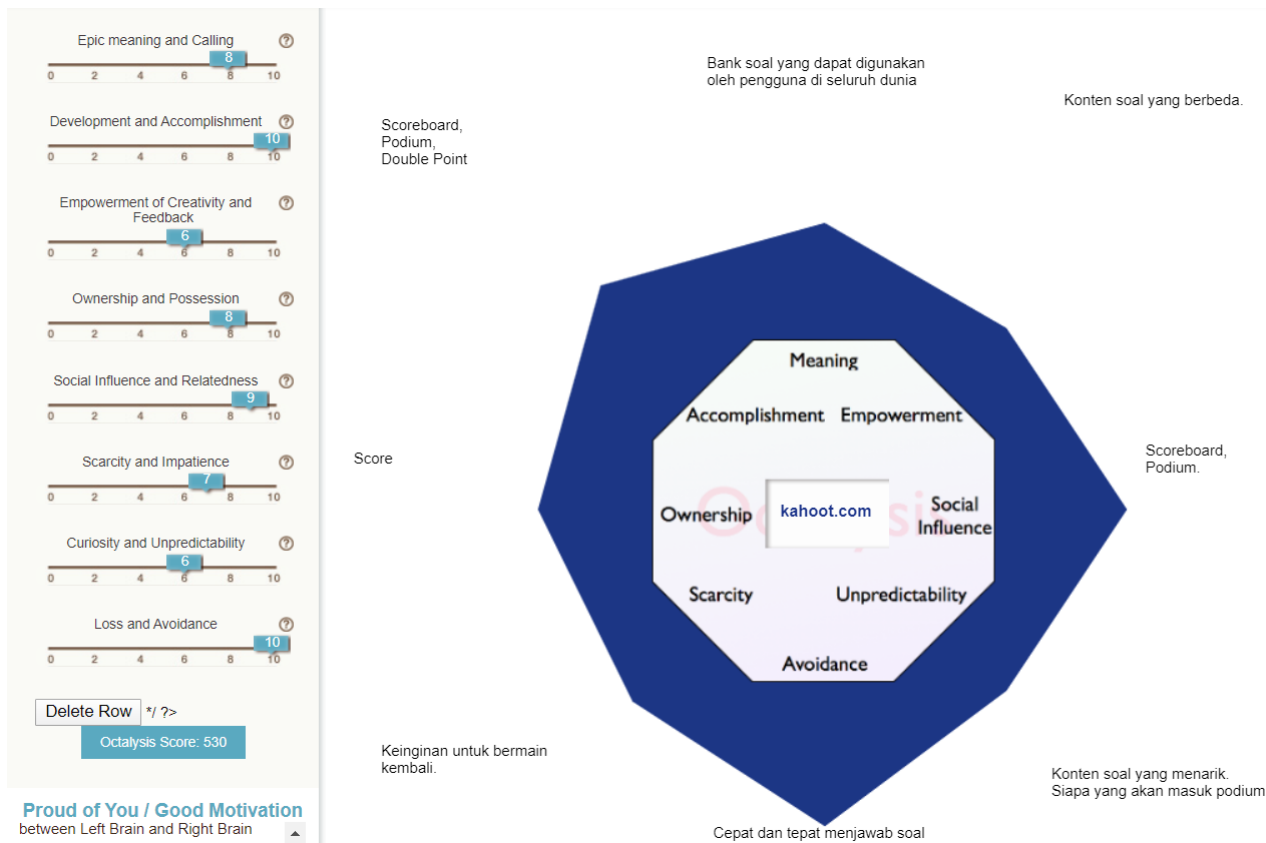 Epic meaning and Calling
8
0 2 4 6 8 10
Development and Accomplishment
10
0 2 4 6 8 10
Empowerment of Creativity and
Feedback
6
0 2 4 6 8 10
Ownership and Possession
8
0 2 4 6 8 10
Social Influence and Relatedness
9
0 2 4 6 8 10
Scarcity and Impatience
7
0 2 4 6 8 10
Curiosity and Unpredictability
6
0 2 4 6 8 10
Loss and Avoidance
10
0 2 4 6 8 10
Delete Row */ ?>
Octalysis Score: 530
Proud of You / Good Motivation
between Left Brain and Right Brain
Bank soal yang dapat digunakan
oleh pengguna di seluruh dunia
Konten soal yang berbeda.
Scoreboard,
Podium,
Double Point
Meaning
Accomplishment
Empowerment
Score
Ownership
kahoot.com
Social
Influence
Scoreboard,
Podium.
Scarcity
Unpredictability
Avoidance
Keinginan untuk bermain
kembali.
Konten soal yang menarik.
Siapa yang akan masuk podium
Cepat dan tepat menjawab soal